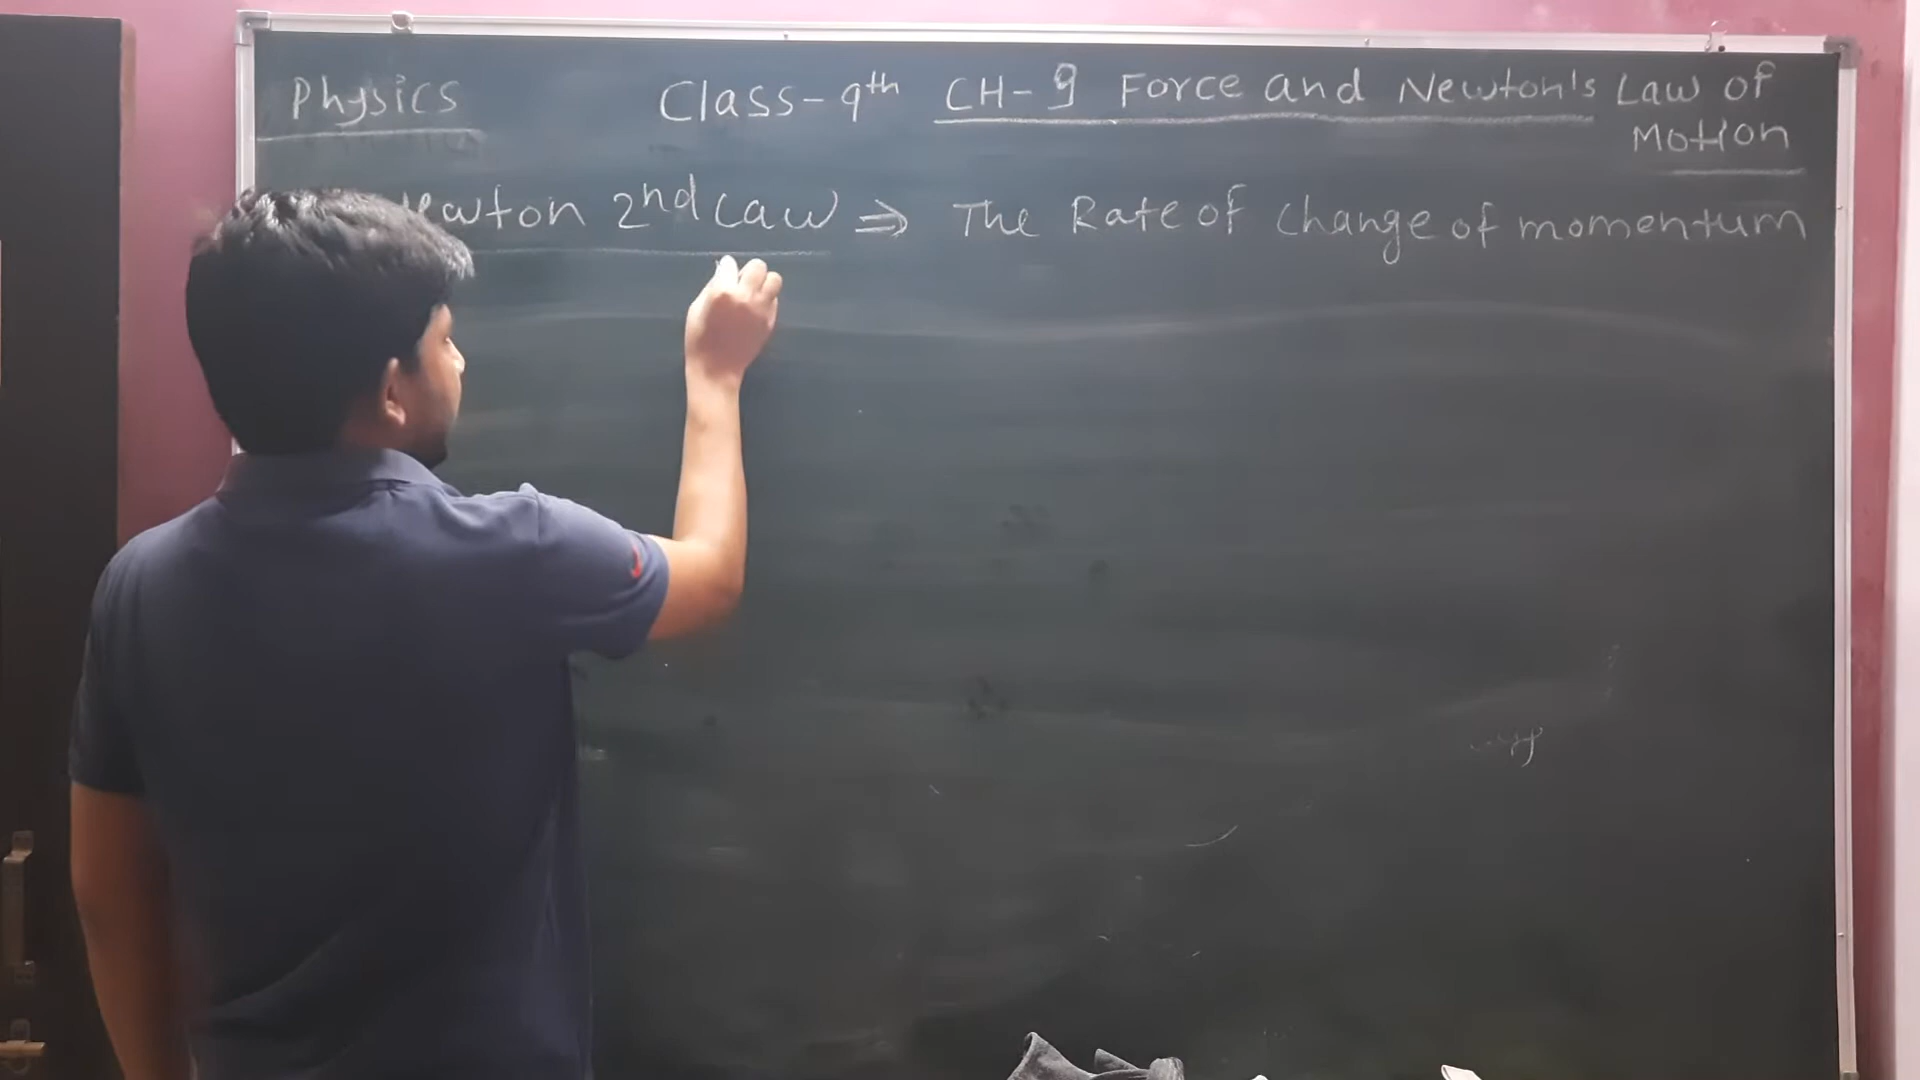 Physics Class-9th CH-9 Force and Newton's Law of
Motion
Newton 2nd Law ⇒ The Rate of change of momentum